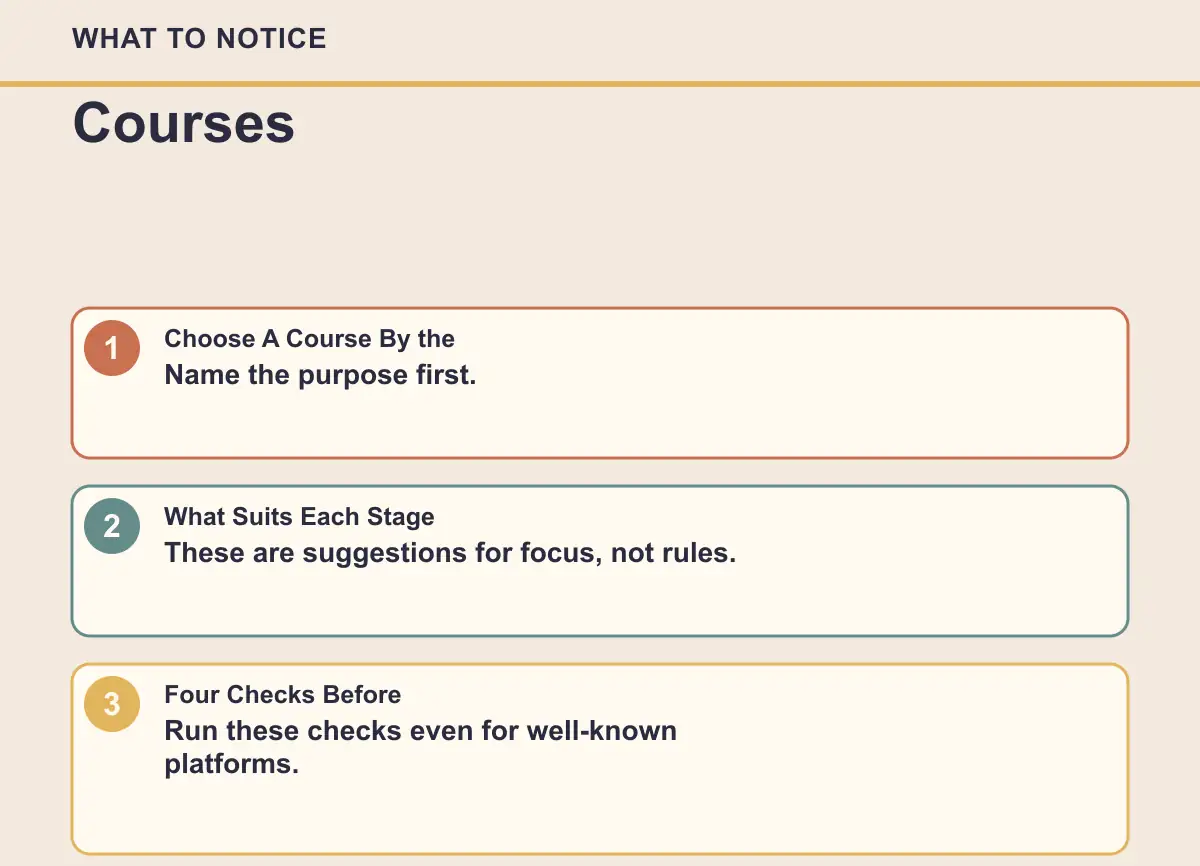 WHAT TO NOTICE
Courses
1
Choose A Course By the
Name the purpose first.
2
What Suits Each Stage
These are suggestions for focus, not rules.
3
Four Checks Before
Run these checks even for well-known
platforms.